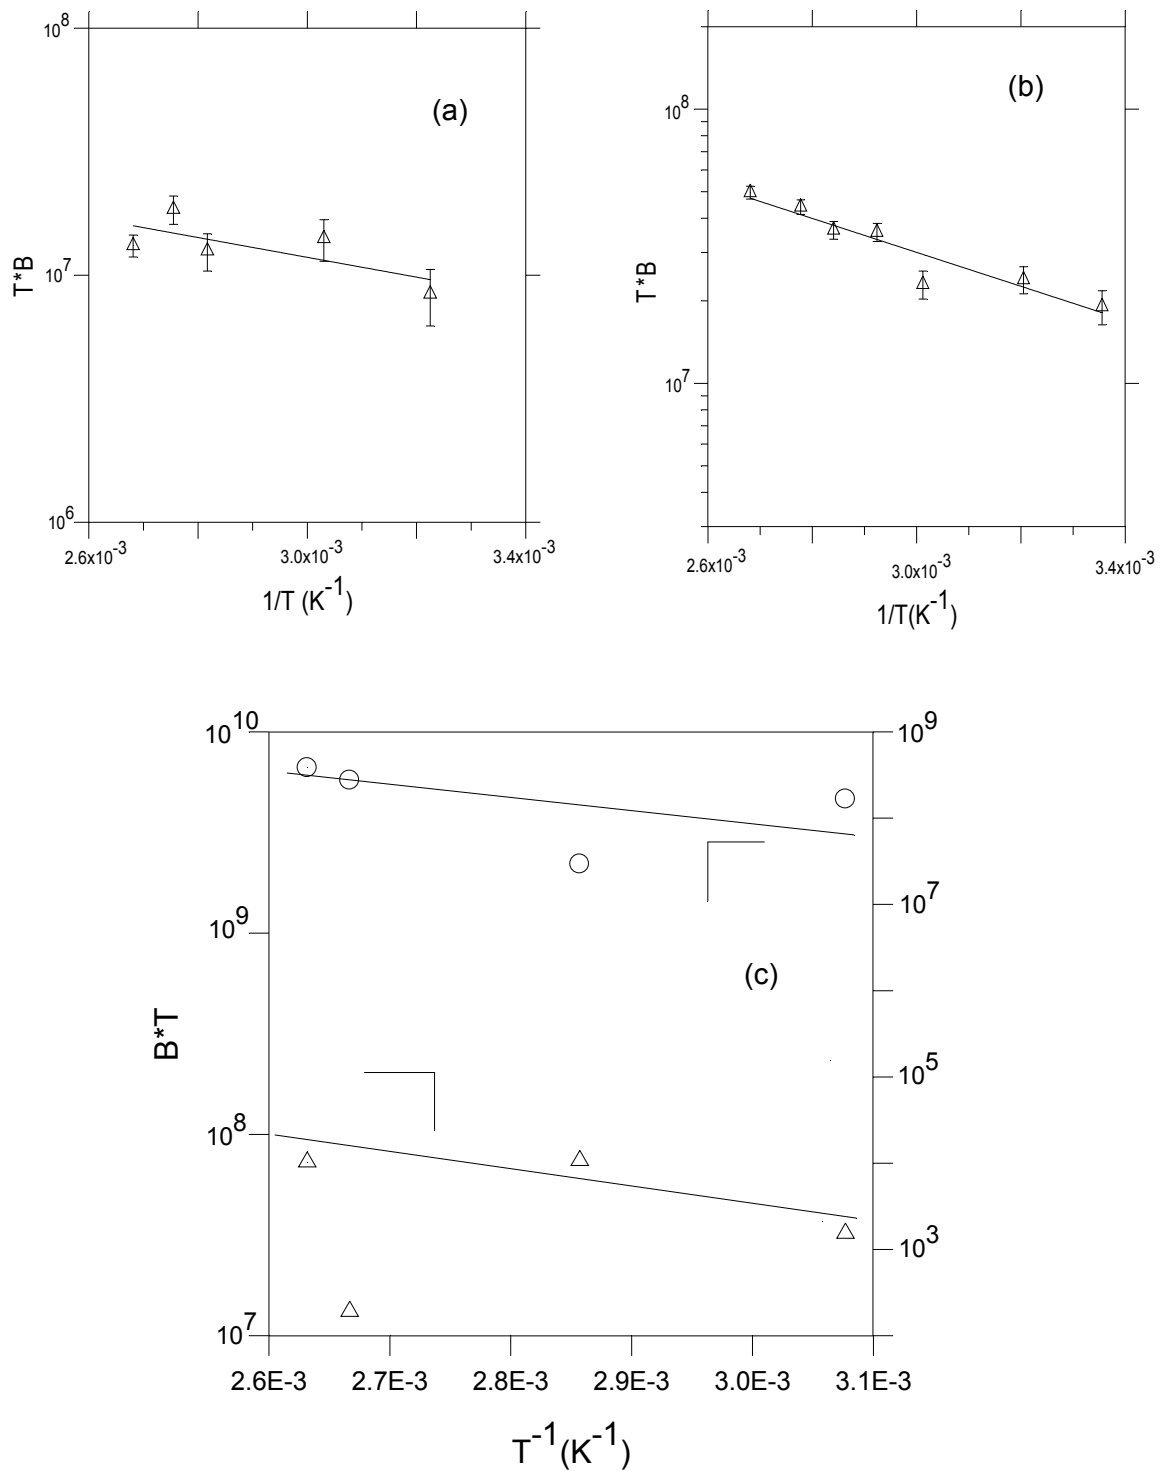 10^8
(a)
T*B
10^7
10^6
2.6x10^-3
3.0x10^-3
3.4x10^-3
1/T (K^-1)
(b)
10^8
T*B
10^7
2.6x10^-3
3.0x10^-3
3.4x10^-3
1/T(K^-1)
10^10
10^9
10^9
10^7
(c)
B*T
10^5
10^8
10^3
10^7
2.6E-3
2.7E-3
2.8E-3
2.9E-3
3.0E-3
3.1E-3
T^-1(K^-1)